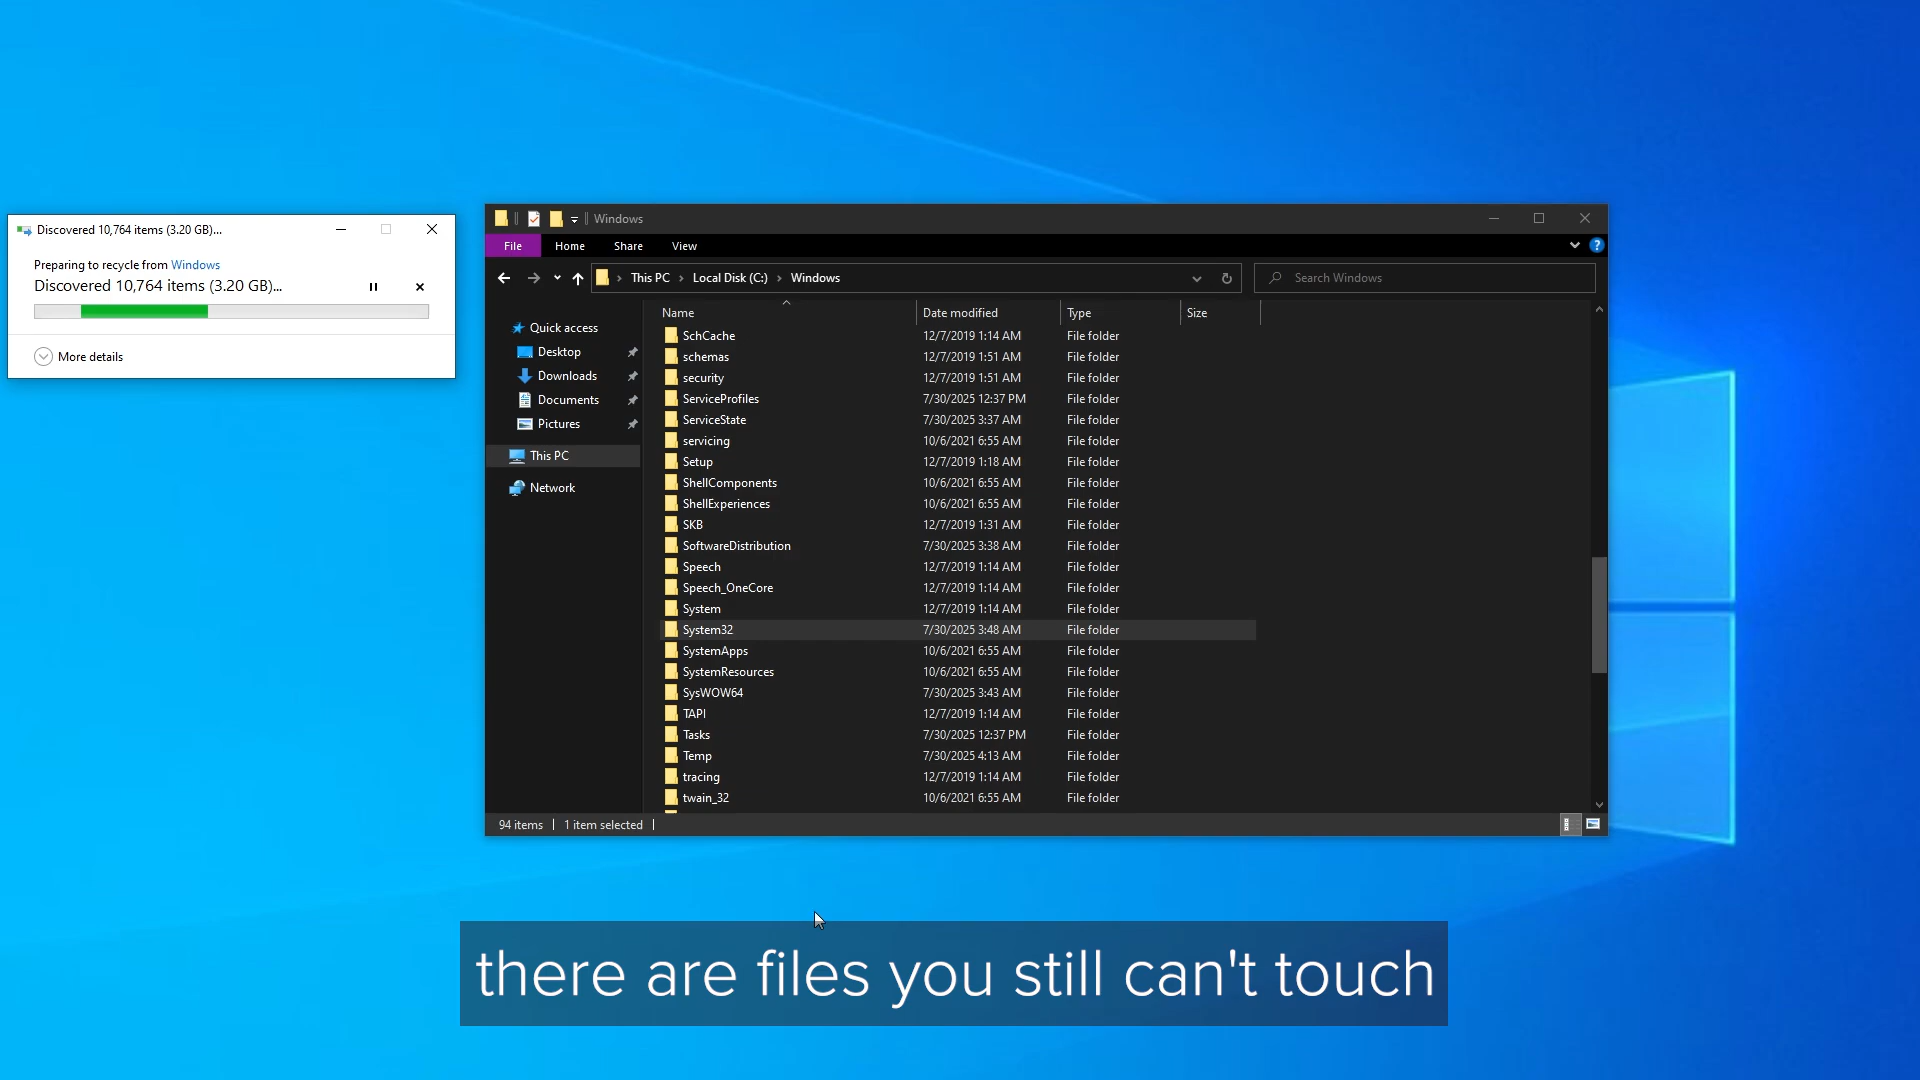 Discovered 10,764 items (3.20 GB)...
Preparing to recycle from Windows
Discovered 10,764 items (3.20 GB)...
More details
Windows
File Home Share View
This PC Local Disk (C:) Windows
Search Windows
Quick access
Desktop
Downloads
Documents
Pictures
This PC
Network
Name Date modified Type Size
SchCache 12/7/2019 1:14 AM File folder
schemas 12/7/2019 1:51 AM File folder
security 12/7/2019 1:51 AM File folder
ServiceProfiles 7/30/2025 12:37 PM File folder
ServiceState 7/30/2025 3:37 AM File folder
servicing 10/6/2021 6:55 AM File folder
Setup 12/7/2019 1:18 AM File folder
ShellComponents 10/6/2021 6:55 AM File folder
ShellExperiences 10/6/2021 6:55 AM File folder
SKB 12/7/2019 1:31 AM File folder
SoftwareDistribution 7/30/2025 3:38 AM File folder
Speech 12/7/2019 1:14 AM File folder
Speech_OneCore 12/7/2019 1:14 AM File folder
System 12/7/2019 1:14 AM File folder
System32 7/30/2025 3:48 AM File folder
SystemApps 10/6/2021 6:55 AM File folder
SystemResources 10/6/2021 6:55 AM File folder
SysWOW64 7/30/2025 3:43 AM File folder
TAPI 12/7/2019 1:14 AM File folder
Tasks 7/30/2025 12:37 PM File folder
Temp 7/30/2025 4:13 AM File folder
tracing 12/7/2019 1:14 AM File folder
twain_32 10/6/2021 6:55 AM File folder
94 items 1 item selected
there are files you still can't touch